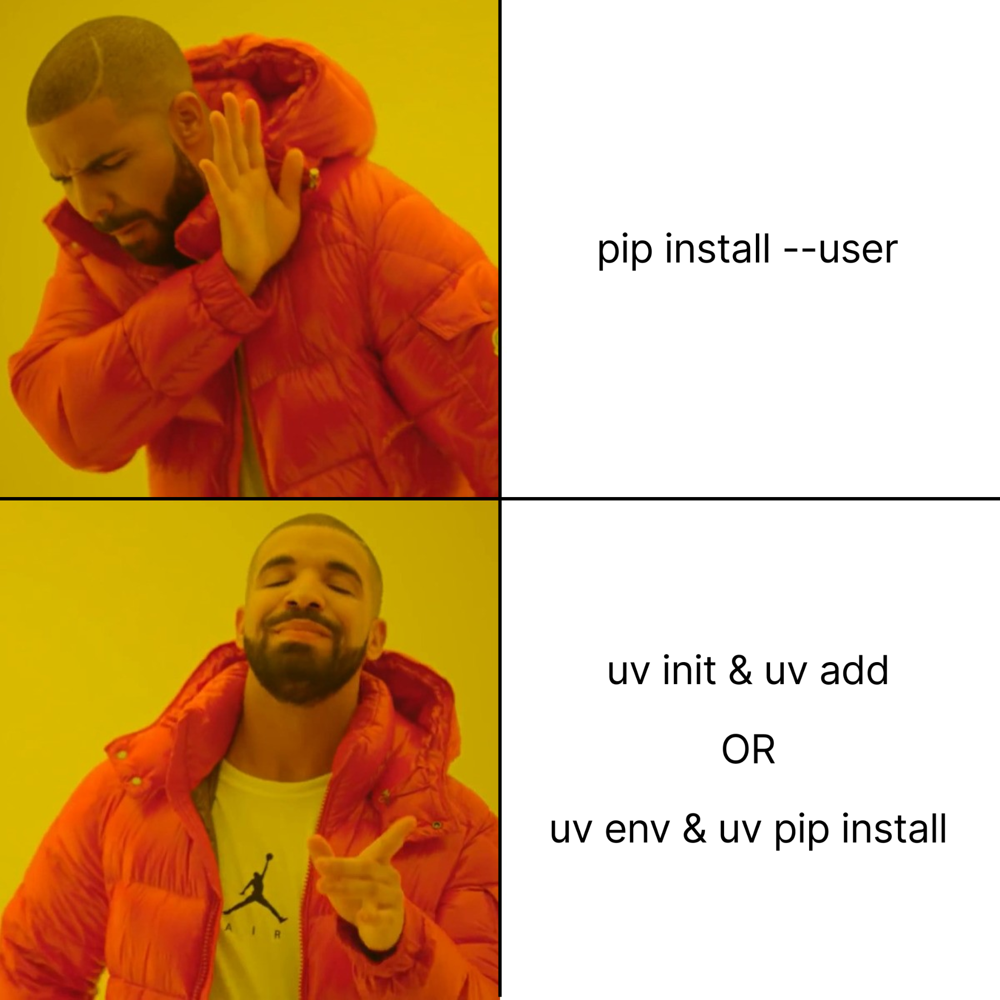 pip install --user
uv init & uv add
OR
uv env & uv pip install
A I R